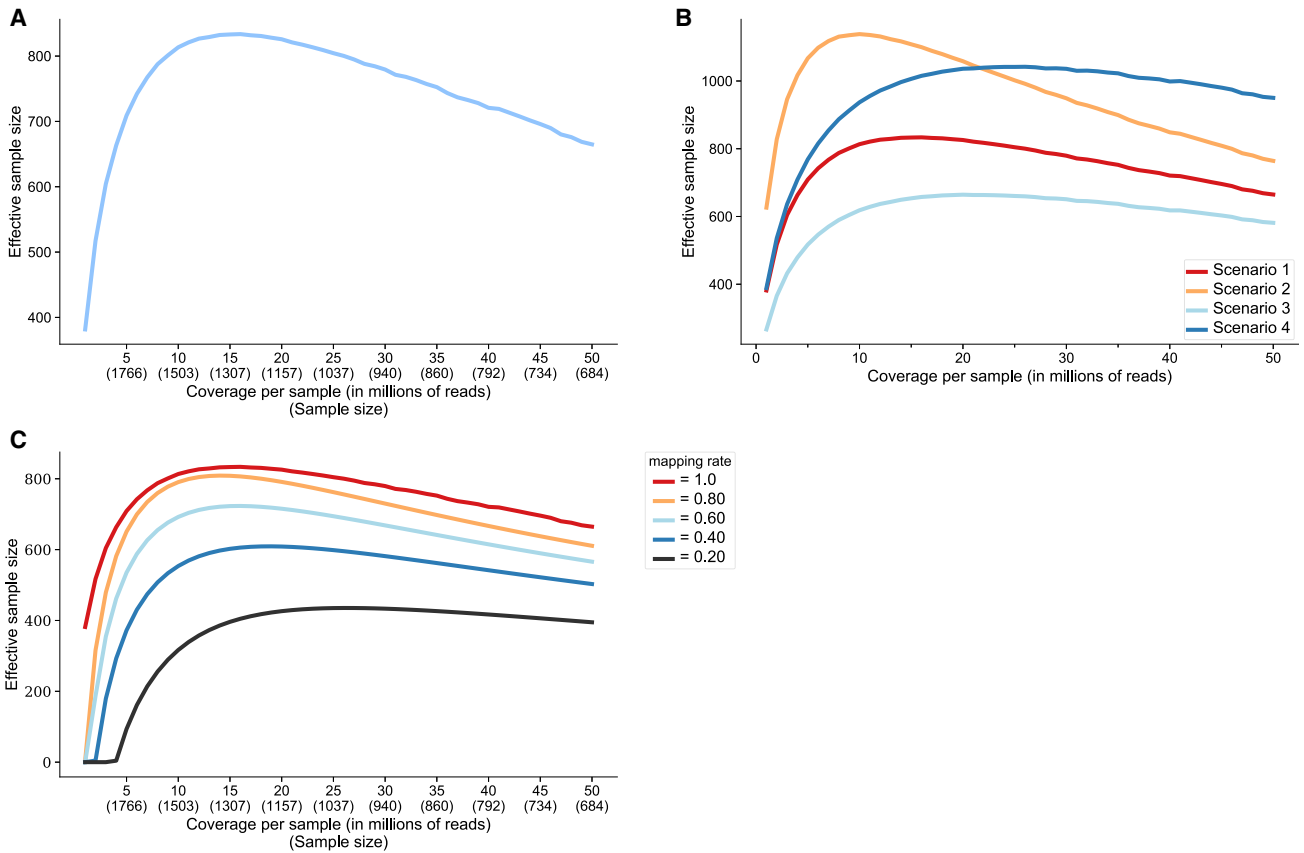 A
Effective sample size
800
700
600
500
400
5 10 15 20 25 30 35 40 45 50
(1766) (1503) (1307) (1157) (1037) (940) (860) (792) (734) (684)
Coverage per sample (in millions of reads)
(Sample size)
B
Effective sample size
1000
800
600
400
Scenario 1
Scenario 2
Scenario 3
Scenario 4
0 10 20 30 40 50
Coverage per sample (in millions of reads)
C
Effective sample size
800
600
400
200
0
5 10 15 20 25 30 35 40 45 50
(1766) (1503) (1307) (1157) (1037) (940) (860) (792) (734) (684)
Coverage per sample (in millions of reads)
(Sample size)
mapping rate
= 1.0
= 0.80
= 0.60
= 0.40
= 0.20